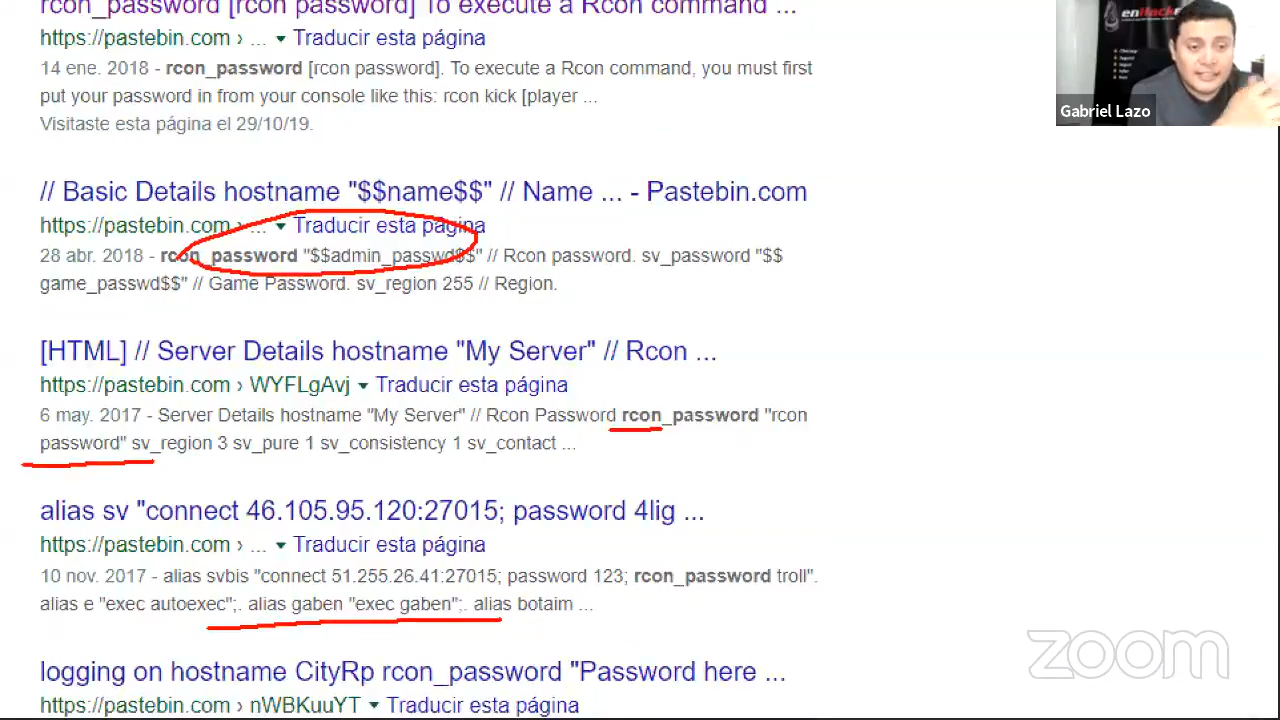 rcon_password [rcon password] To execute a Rcon command ...
https://pastebin.com › ... ▾ Traducir esta página
14 ene. 2018 - rcon_password [rcon password]. To execute a Rcon command, you must first
put your password in from your console like this: rcon kick [player ...
Visitaste esta página el 29/10/19.
// Basic Details hostname "$$name$$" // Name ... - Pastebin.com
https://pastebin.com › ... ▾ Traducir esta página
28 abr. 2018 - rcon_password "$$admin_passwd$$" // Rcon password. sv_password "$$
game_passwd$$" // Game Password. sv_region 255 // Region.
[HTML] // Server Details hostname "My Server" // Rcon ...
https://pastebin.com › WYFLgAvj ▾ Traducir esta página
6 may. 2017 - Server Details hostname "My Server" // Rcon Password rcon_password "rcon
password" sv_region 3 sv_pure 1 sv_consistency 1 sv_contact ...
alias sv "connect 46.105.95.120:27015; password 4lig ...
https://pastebin.com › ... ▾ Traducir esta página
10 nov. 2017 - alias svbis "connect 51.255.26.41:27015; password 123; rcon_password troll".
alias e "exec autoexec";. alias gaben "exec gaben";. alias botaim ...
logging on hostname CityRp rcon_password "Password here ...
https://pastebin.com › nWBKuuYT ▾ Traducir esta página
Gabriel Lazo
zoom